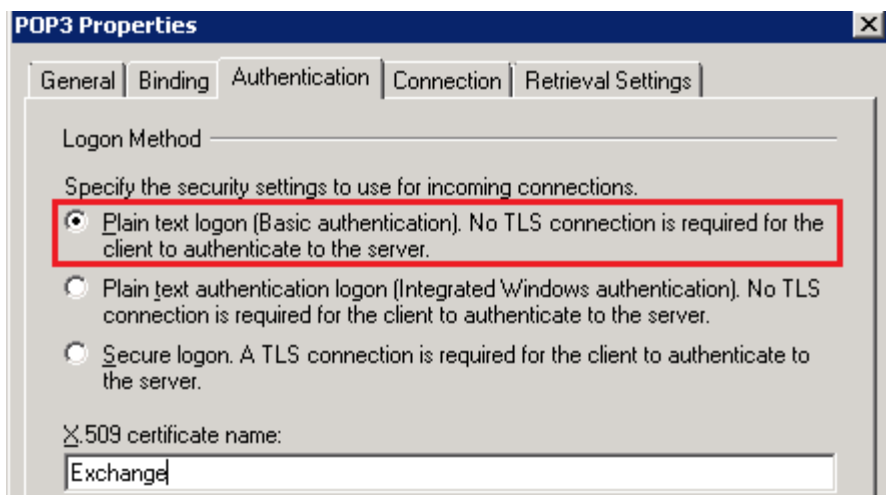 POP3 Properties
General Binding Authentication Connection Retrieval Settings
Logon Method
Specify the security settings to use for incoming connections.
Plain text logon (Basic authentication). No TLS connection is required for the
client to authenticate to the server.
Plain text authentication logon (Integrated Windows authentication). No TLS
connection is required for the client to authenticate to the server.
Secure logon. A TLS connection is required for the client to authenticate to
the server.
X.509 certificate name:
Exchange